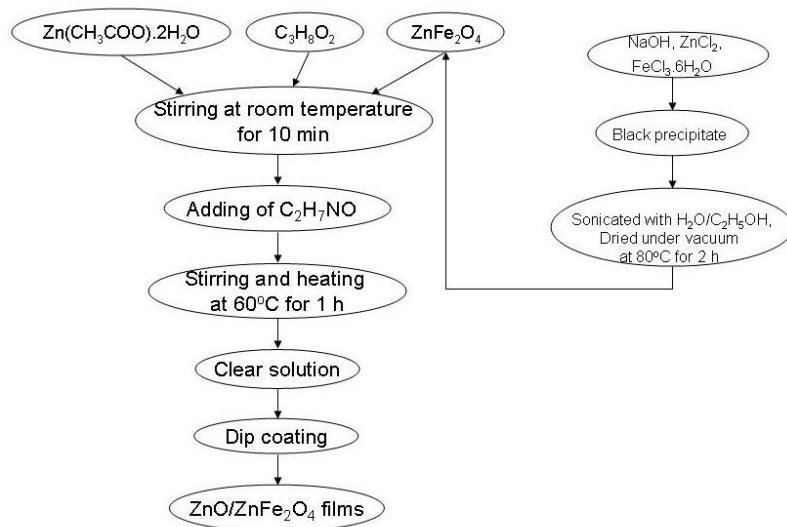 Zn(CH₃COO).2H₂O
C₃H₈O₂
ZnFe₂O₄
Stirring at room temperature
for 10 min
Adding of C₂H₇NO
Stirring and heating
at 60⁰C for 1 h
Clear solution
Dip coating
ZnO/ZnFe₂O₄ films
NaOH, ZnCl₂,
FeCl₃.6H₂O
Black precipitate
Sonicated with H₂O/C₂H₅OH,
Dried under vacuum
at 80ºC for 2 h